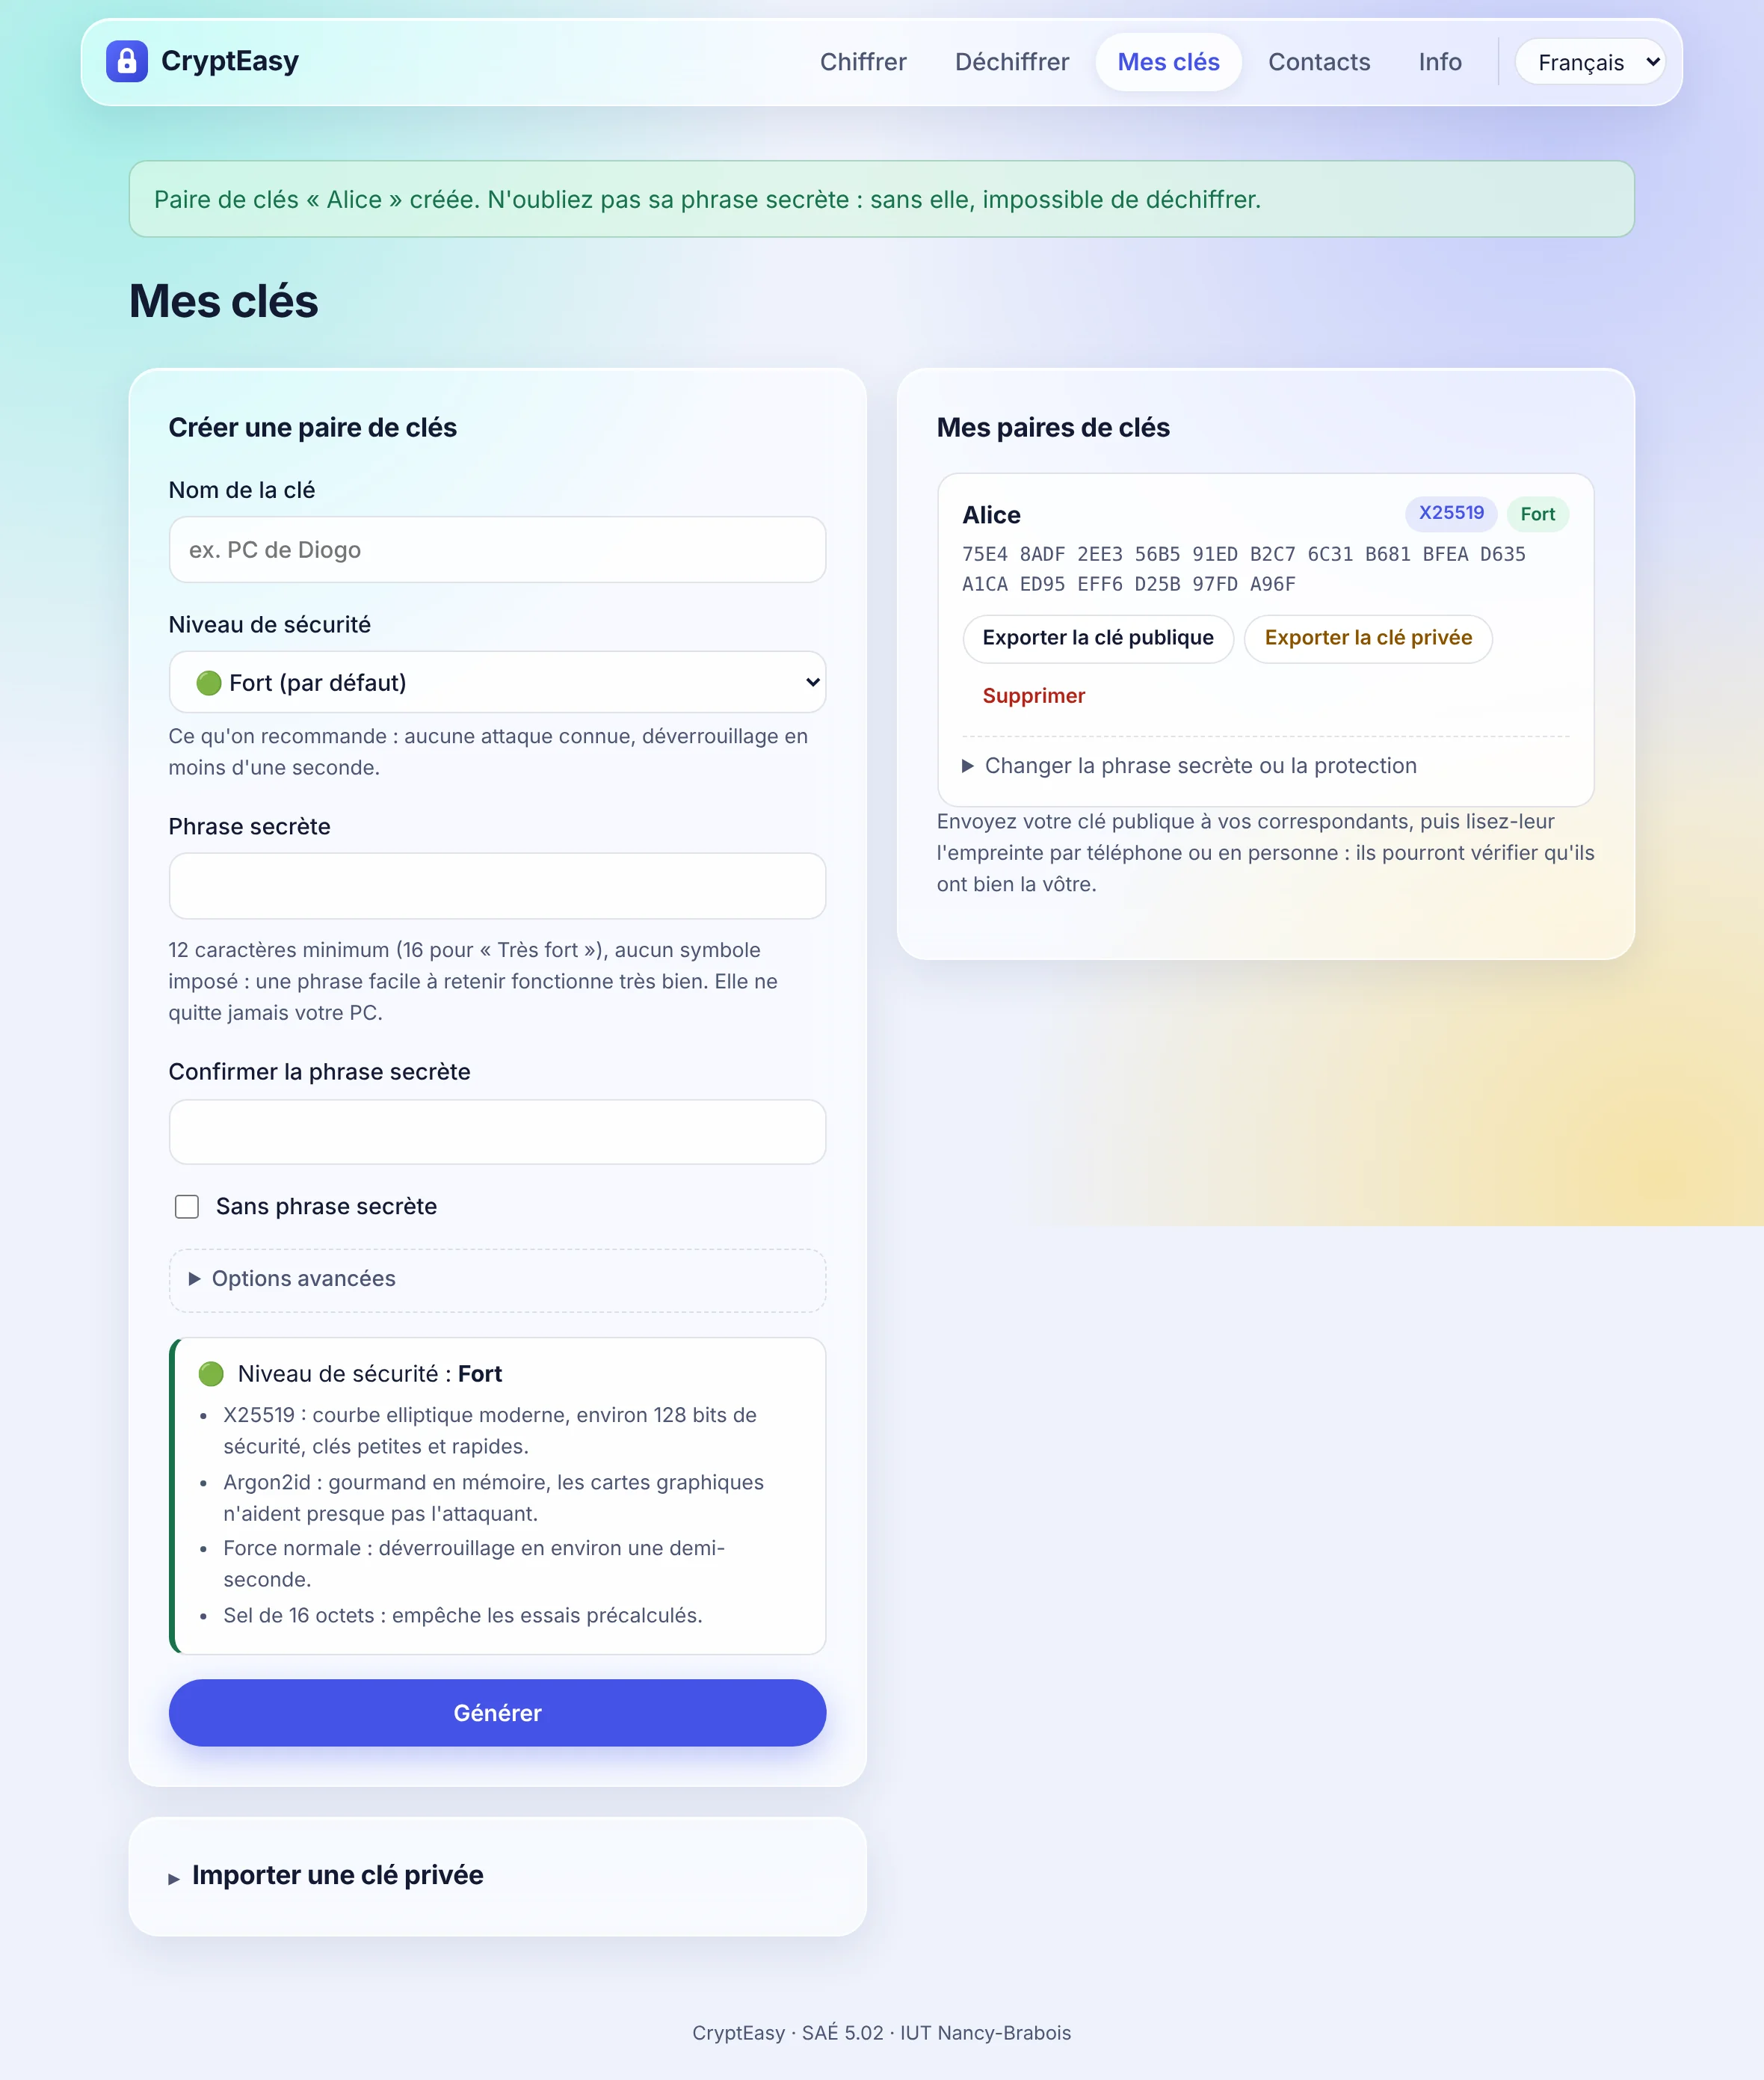 CryptEasy
Chiffrer
Déchiffrer
Mes clés
Contacts
Info
Français
Paire de clés « Alice » créée. N'oubliez pas sa phrase secrète : sans elle, impossible de déchiffrer.
Mes clés
Créer une paire de clés
Nom de la clé
ex. PC de Diogo
Niveau de sécurité
Fort (par défaut)
Ce qu'on recommande : aucune attaque connue, déverrouillage en
moins d'une seconde.
Phrase secrète
12 caractères minimum (16 pour « Très fort »), aucun symbole
imposé : une phrase facile à retenir fonctionne très bien. Elle ne
quitte jamais votre PC.
Confirmer la phrase secrète
Sans phrase secrète
Options avancées
Niveau de sécurité : Fort
• X25519 : courbe elliptique moderne, environ 128 bits de
sécurité, clés petites et rapides.
• Argon2id : gourmand en mémoire, les cartes graphiques
n'aident presque pas l'attaquant.
• Force normale : déverrouillage en environ une demi-
seconde.
• Sel de 16 octets : empêche les essais précalculés.
Générer
Importer une clé privée
Mes paires de clés
Alice
X25519
Fort
75E4 8ADF 2EE3 56B5 91ED B2C7 6C31 B681 BFEA D635
A1CA ED95 EFF6 D25B 97FD A96F
Exporter la clé publique
Exporter la clé privée
Supprimer
Changer la phrase secrète ou la protection
Envoyez votre clé publique à vos correspondants, puis lisez-leur
l'empreinte par téléphone ou en personne : ils pourront vérifier qu'ils
ont bien la vôtre.
CryptEasy · SAÉ 5.02 · IUT Nancy-Brabois